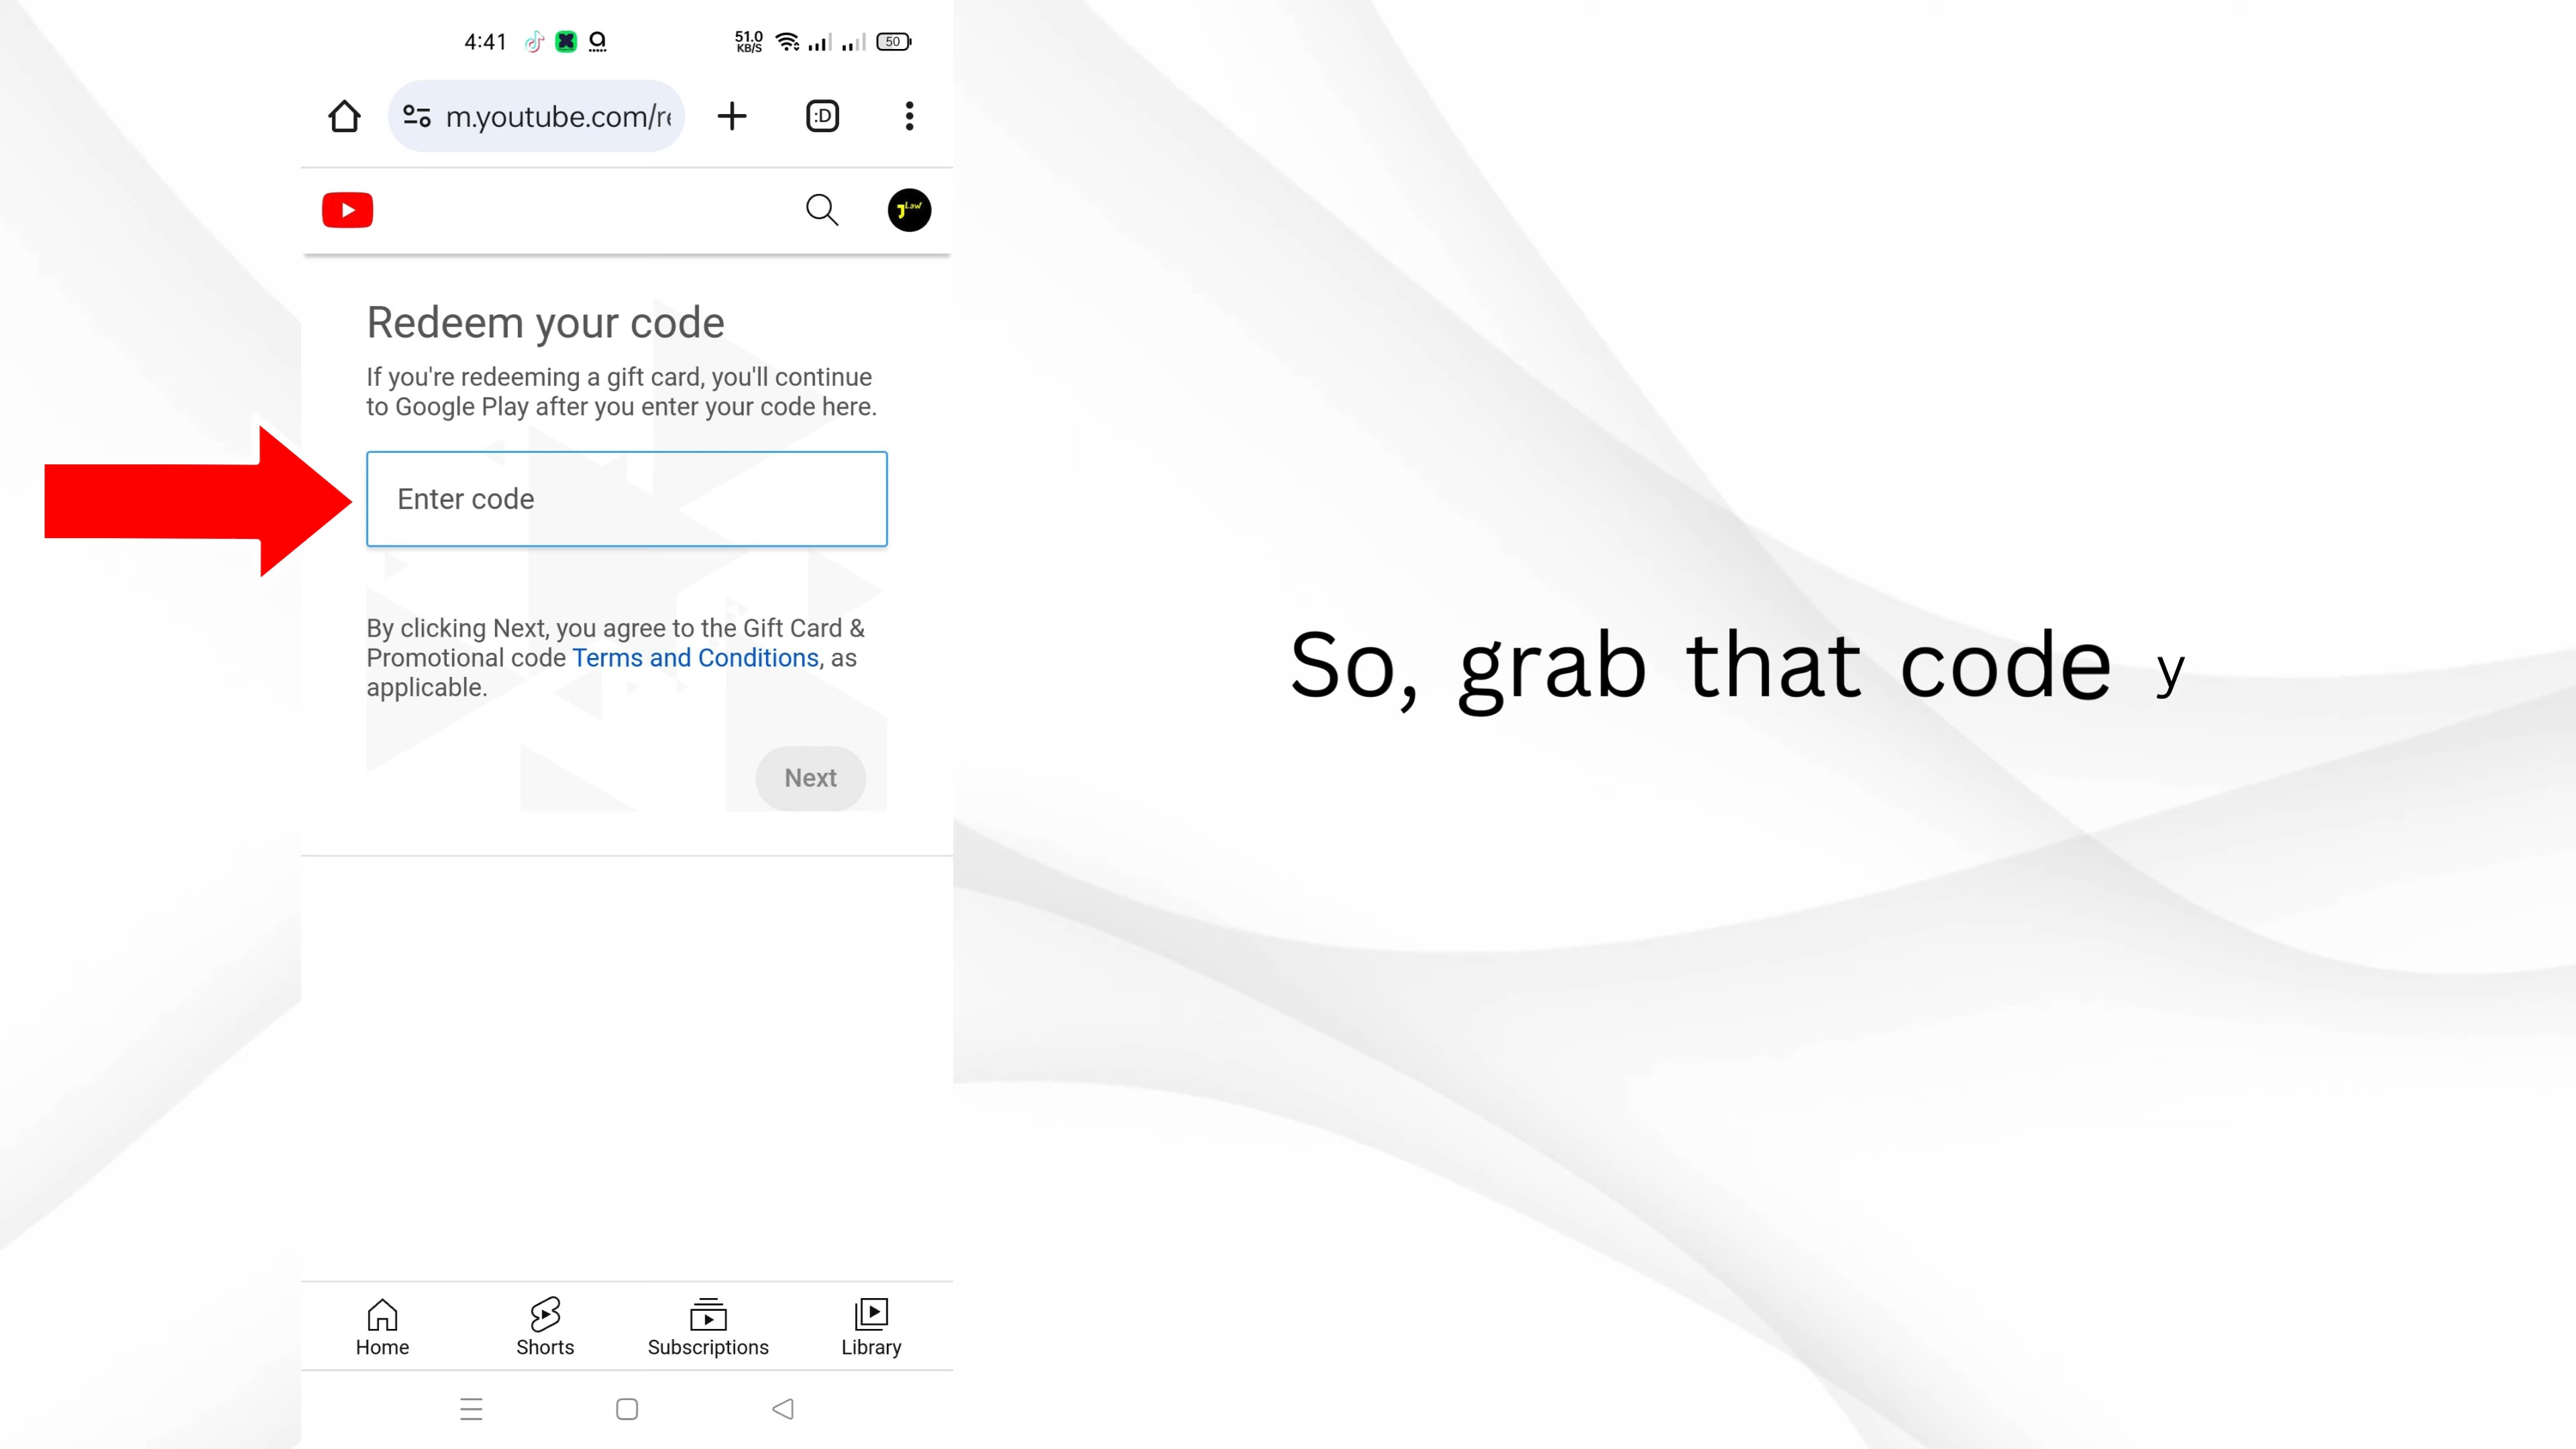 4:41
51.0
KB/S
50
m.youtube.com/re
:D
J Law
Redeem your code
If you're redeeming a gift card, you'll continue
to Google Play after you enter your code here.
Enter code
By clicking Next, you agree to the Gift Card &
Promotional code Terms and Conditions, as
applicable.
Next
So, grab that code y
Home
Shorts
Subscriptions
Library